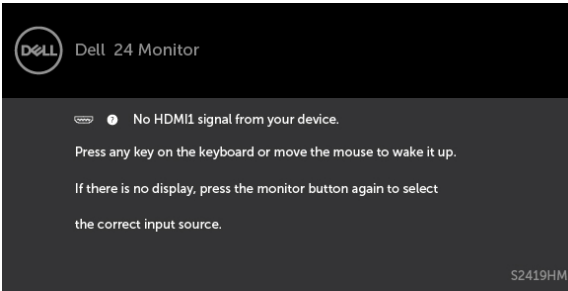 DELL
Dell 24 Monitor
? No HDMI1 signal from your device.
Press any key on the keyboard or move the mouse to wake it up.
If there is no display, press the monitor button again to select
the correct input source.
S2419HM